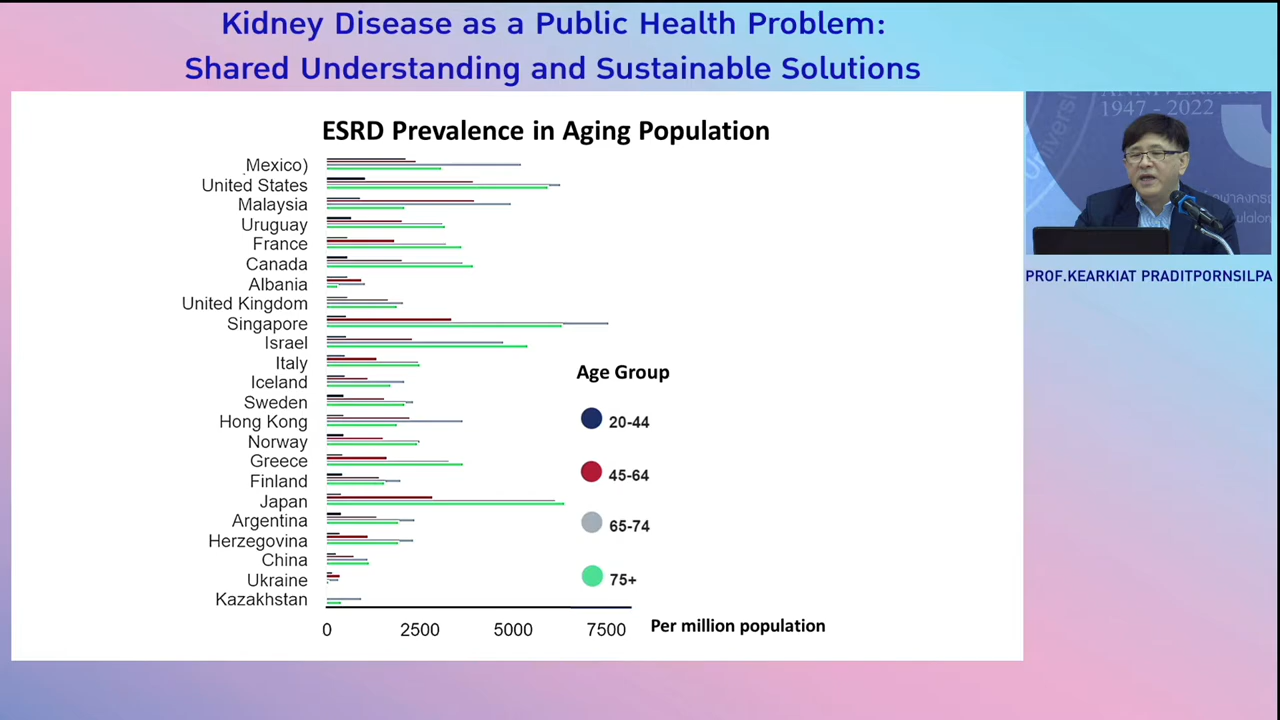 Kidney Disease as a Public Health Problem:
Shared Understanding and Sustainable Solutions
ESRD Prevalence in Aging Population
Mexico)
United States
Malaysia
Uruguay
France
Canada
Albania
United Kingdom
Singapore
Israel
Italy
Iceland
Sweden
Hong Kong
Norway
Greece
Finland
Japan
Argentina
Herzegovina
China
Ukraine
Kazakhstan
0 2500 5000 7500 Per million population
Age Group
20-44
45-64
65-74
75+
1947 - 2022
PROF.KEARKIAT PRADITPORNSILPA